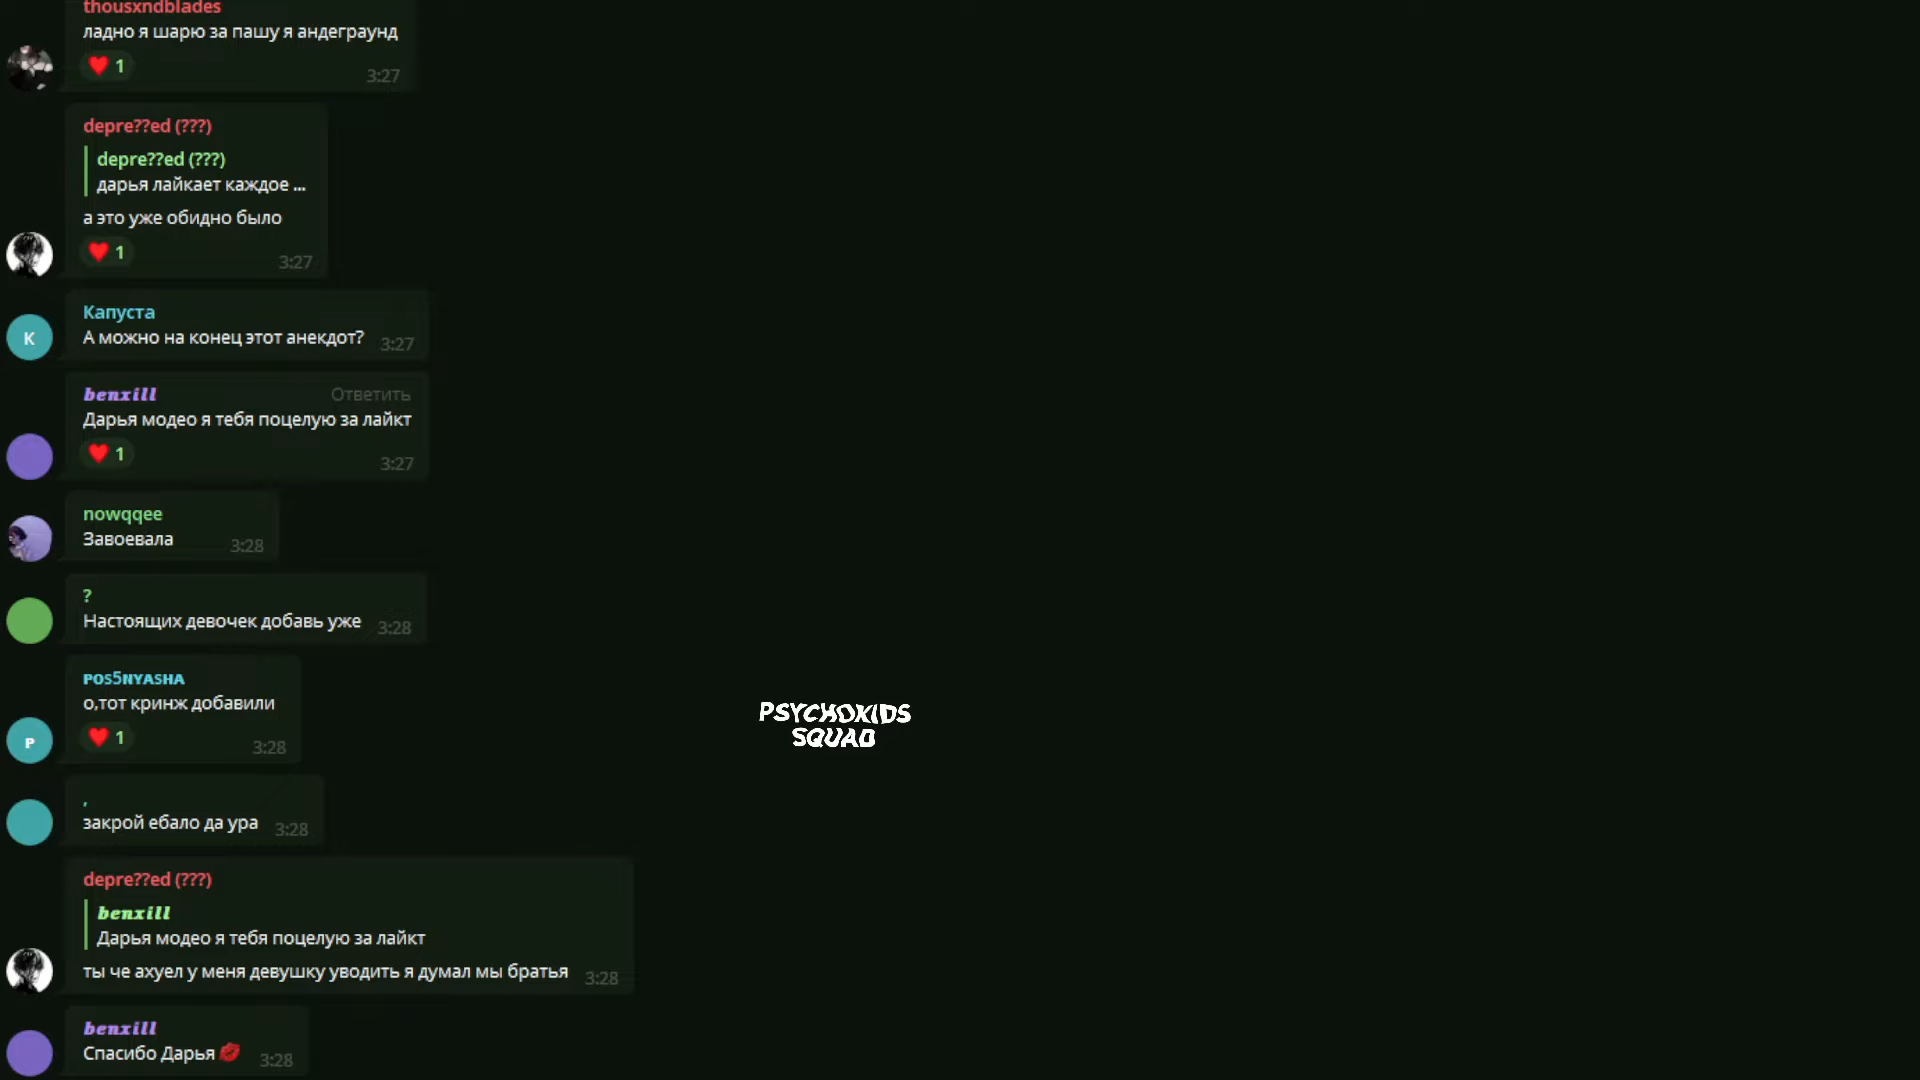 thousxndblades
ладно я шарю за пашу я андеграунд
❤ 1
3:27
depre??ed (???)
depre??ed (???)
дарья лайкает каждое ...
а это уже обидно было
❤ 1
3:27
Капуста
К
А можно на конец этот анекдот? 3:27
benxill Ответить
Дарья модео я тебя поцелую за лайкт
❤ 1
3:27
nowqqee
Завоевала 3:28
?
Настоящих девочек добавь уже 3:28
POS5NYASHA
о,тот кринж добавили
❤ 1
P
3:28
,
закрой ебало да ура 3:28
depre??ed (???)
benxill
Дарья модео я тебя поцелую за лайкт
ты че ахуел у меня девушку уводить я думал мы братья 3:28
benxill
Спасибо Дарья 💋 3:28
PSYCHOKIDS
SQUAD